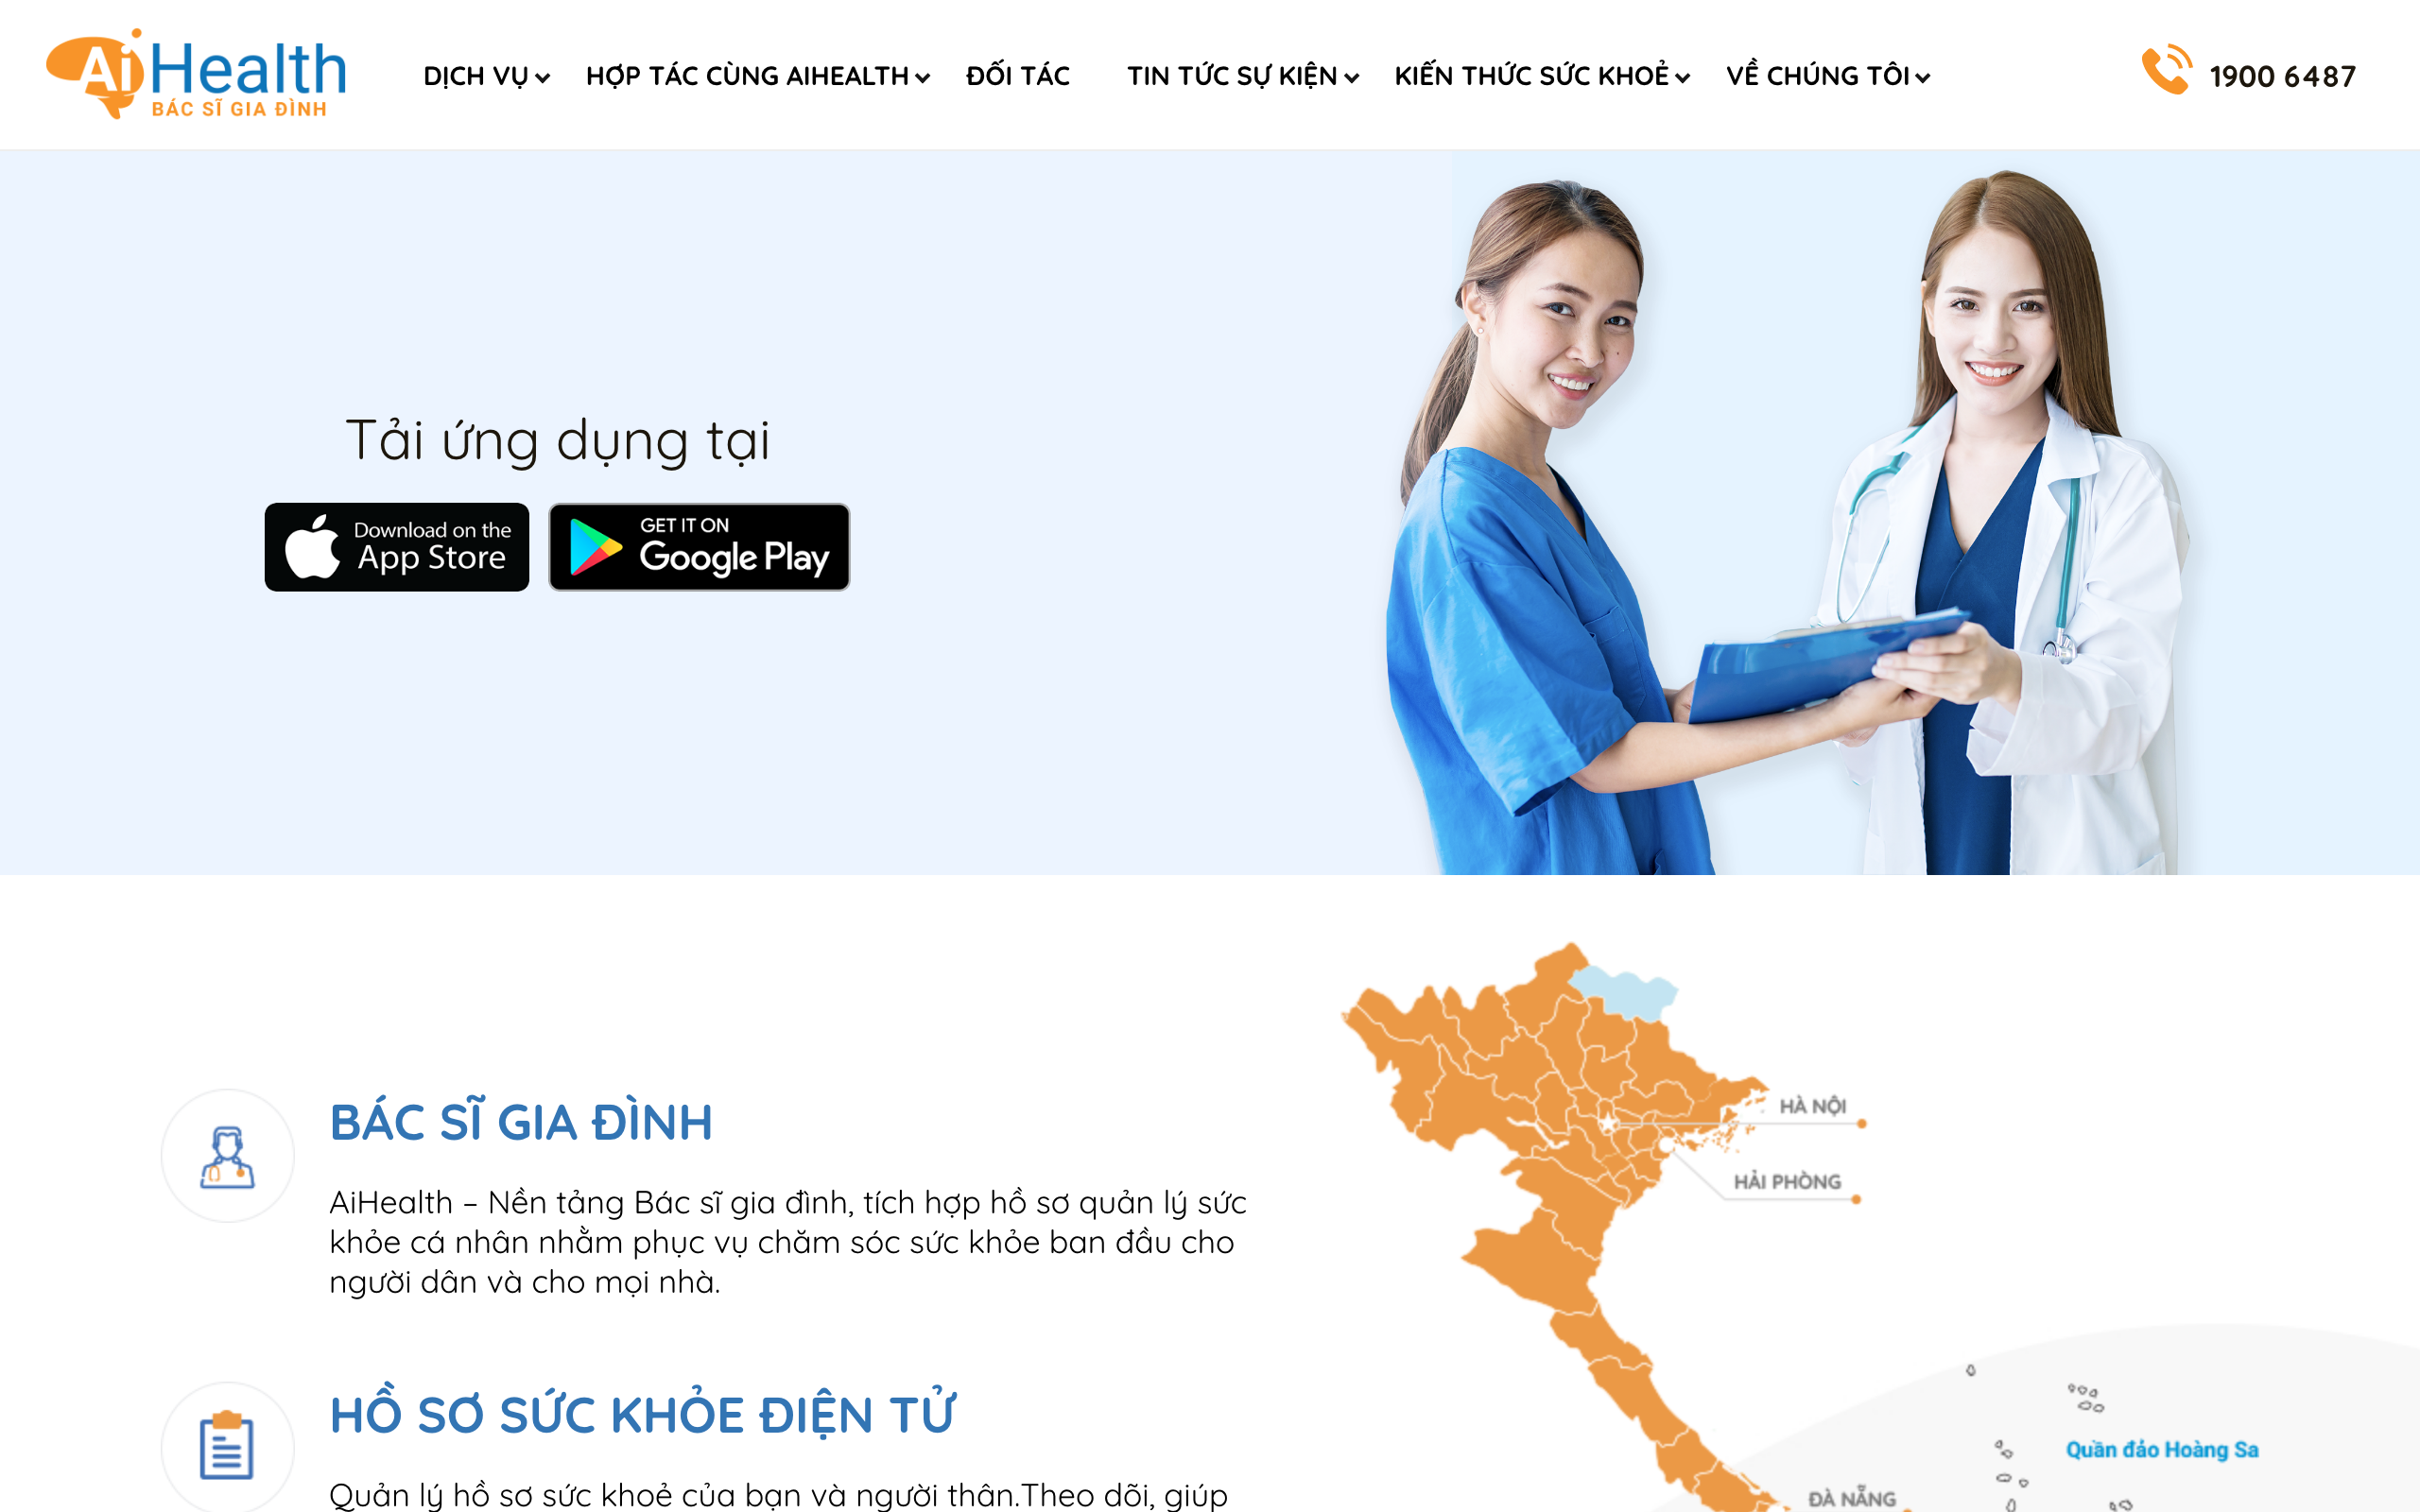 AiHealth
BÁC SĨ GIA ĐÌNH
DỊCH VỤ
HỢP TÁC CÙNG AIHEALTH
ĐỐI TÁC
TIN TỨC SỰ KIỆN
KIẾN THỨC SỨC KHOẺ
VỀ CHÚNG TÔI
1900 6487
Tải ứng dụng tại
Download on the
App Store
GET IT ON
Google Play
BÁC SĨ GIA ĐÌNH
AiHealth – Nền tảng Bác sĩ gia đình, tích hợp hồ sơ quản lý sức
khỏe cá nhân nhằm phục vụ chăm sóc sức khỏe ban đầu cho
người dân và cho mọi nhà.
HỒ SƠ SỨC KHỎE ĐIỆN TỬ
Quản lý hồ sơ sức khoẻ của bạn và người thân.Theo dõi, giúp
HÀ NỘI
HẢI PHÒNG
Quần đảo Hoàng Sa
ĐÀ NẴNG